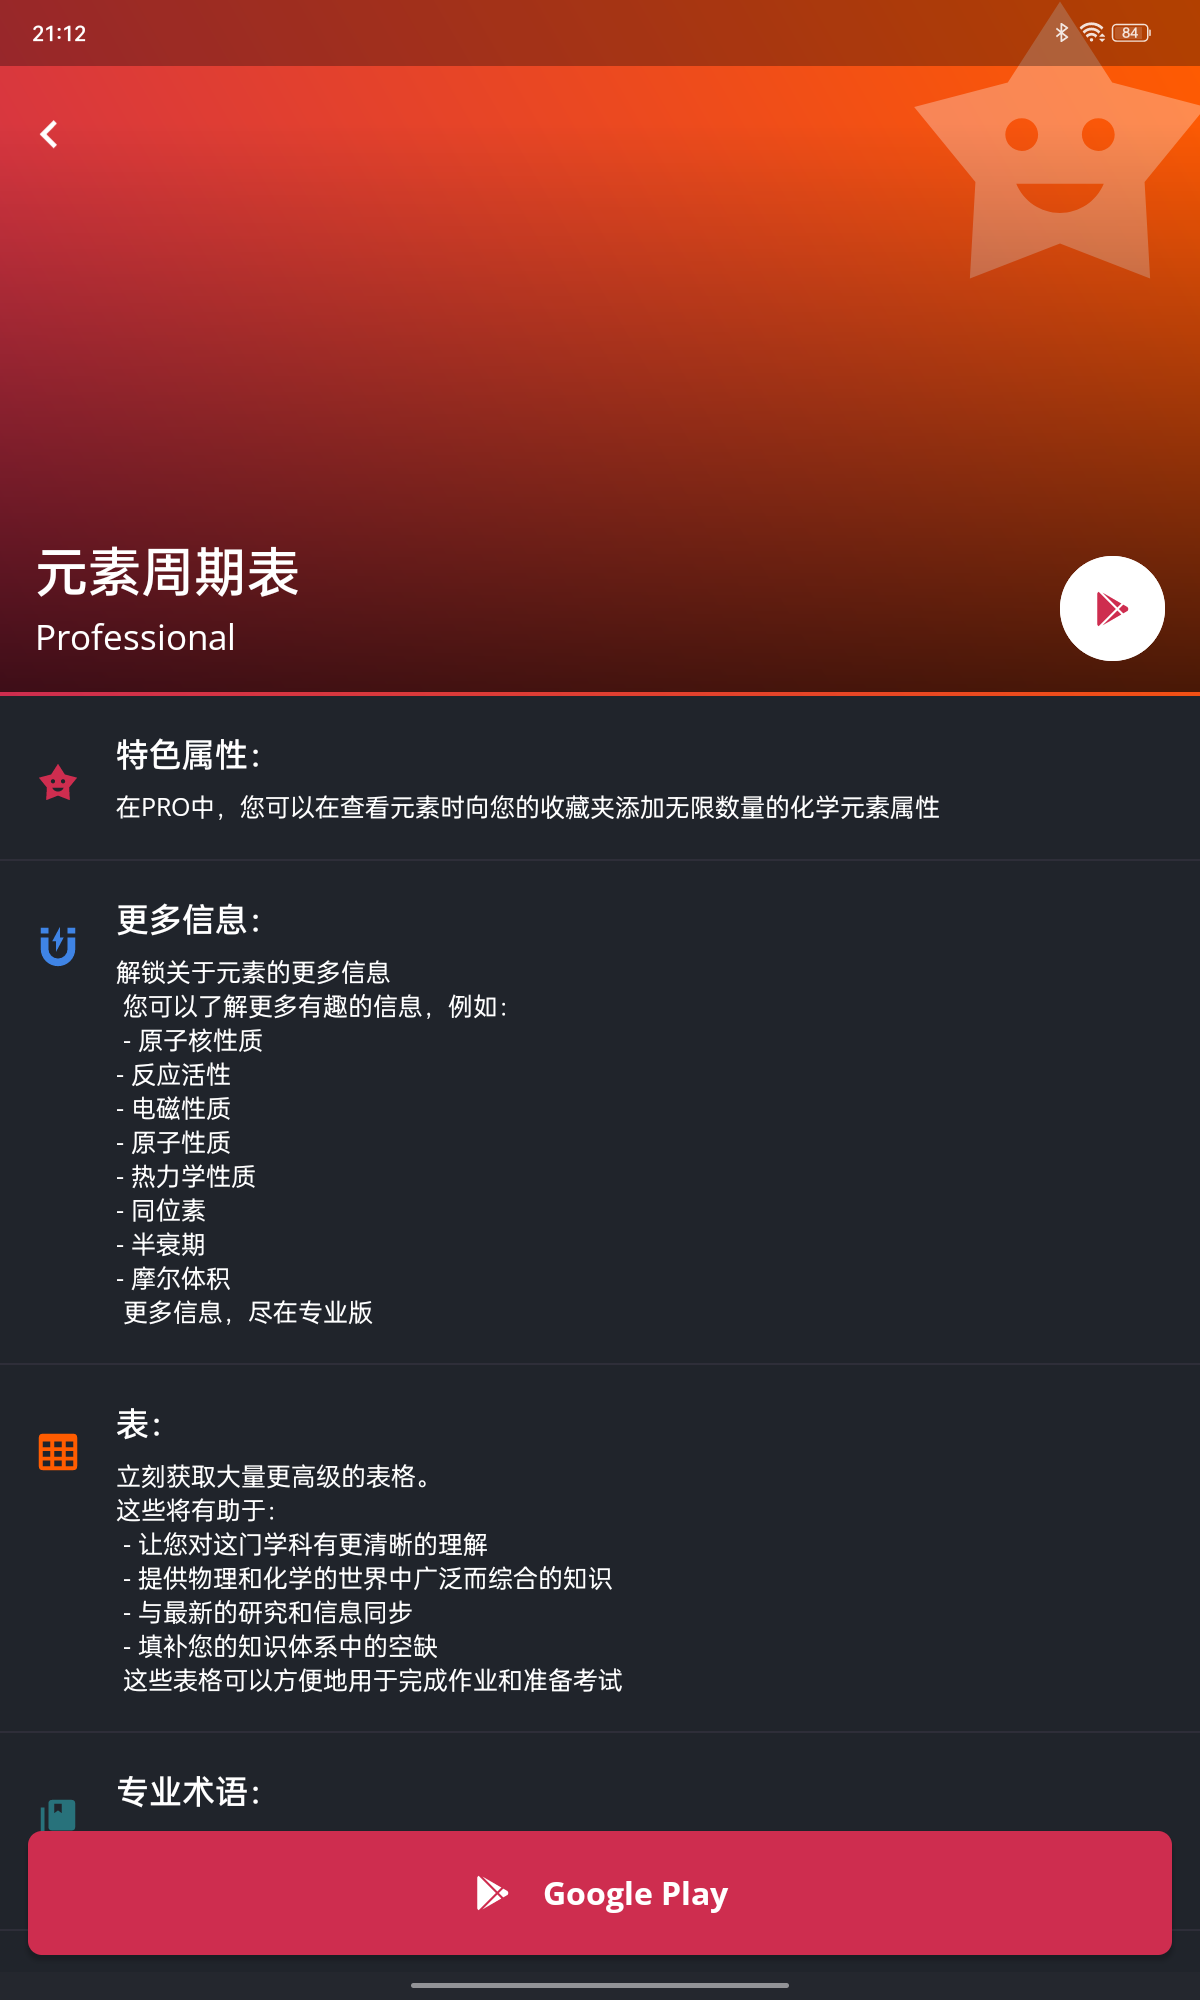 21:12
84
元素周期表
Professional
特色属性：
在PRO中，您可以在查看元素时向您的收藏夹添加无限数量的化学元素属性
更多信息：
解锁关于元素的更多信息
您可以了解更多有趣的信息，例如：
- 原子核性质
- 反应活性
- 电磁性质
- 原子性质
- 热力学性质
- 同位素
- 半衰期
- 摩尔体积
更多信息，尽在专业版
表：
立刻获取大量更高级的表格。
这些将有助于：
- 让您对这门学科有更清晰的理解
- 提供物理和化学的世界中广泛而综合的知识
- 与最新的研究和信息同步
- 填补您的知识体系中的空缺
这些表格可以方便地用于完成作业和准备考试
专业术语：
Google Play